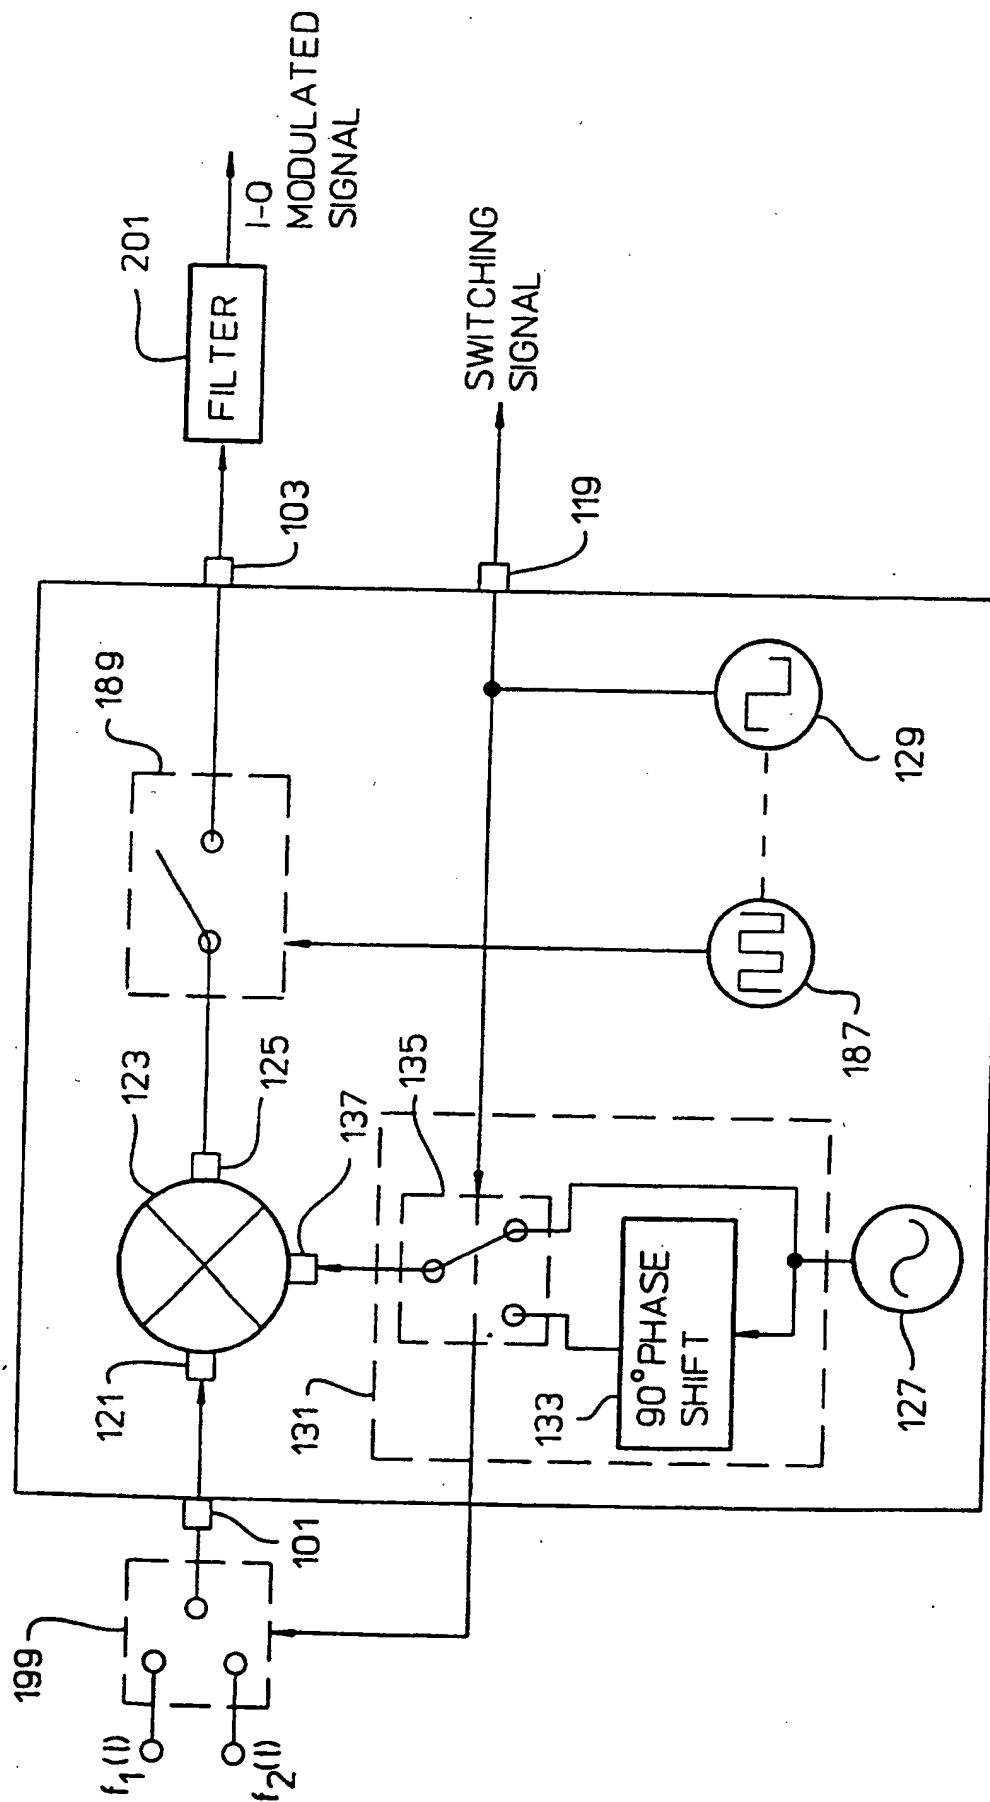 199
f1(l)
f2(l)
101
121
123
125
137
131
135
133
90° PHASE
SHIFT
127
189
187
129
103
119
201
FILTER
I-Q
MODULATED
SIGNAL
SWITCHING
SIGNAL